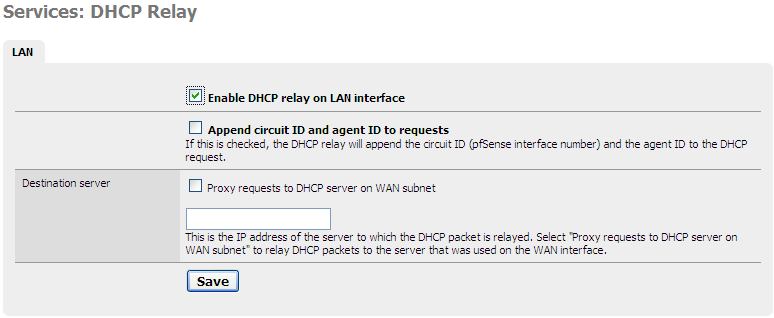 Services: DHCP Relay
LAN
Enable DHCP relay on LAN interface
Append circuit ID and agent ID to requests
If this is checked, the DHCP relay will append the circuit ID (pfSense interface number) and the agent ID to the DHCP
request.
Destination server
Proxy requests to DHCP server on WAN subnet
This is the IP address of the server to which the DHCP packet is relayed. Select "Proxy requests to DHCP server on
WAN subnet" to relay DHCP packets to the server that was used on the WAN interface.
Save